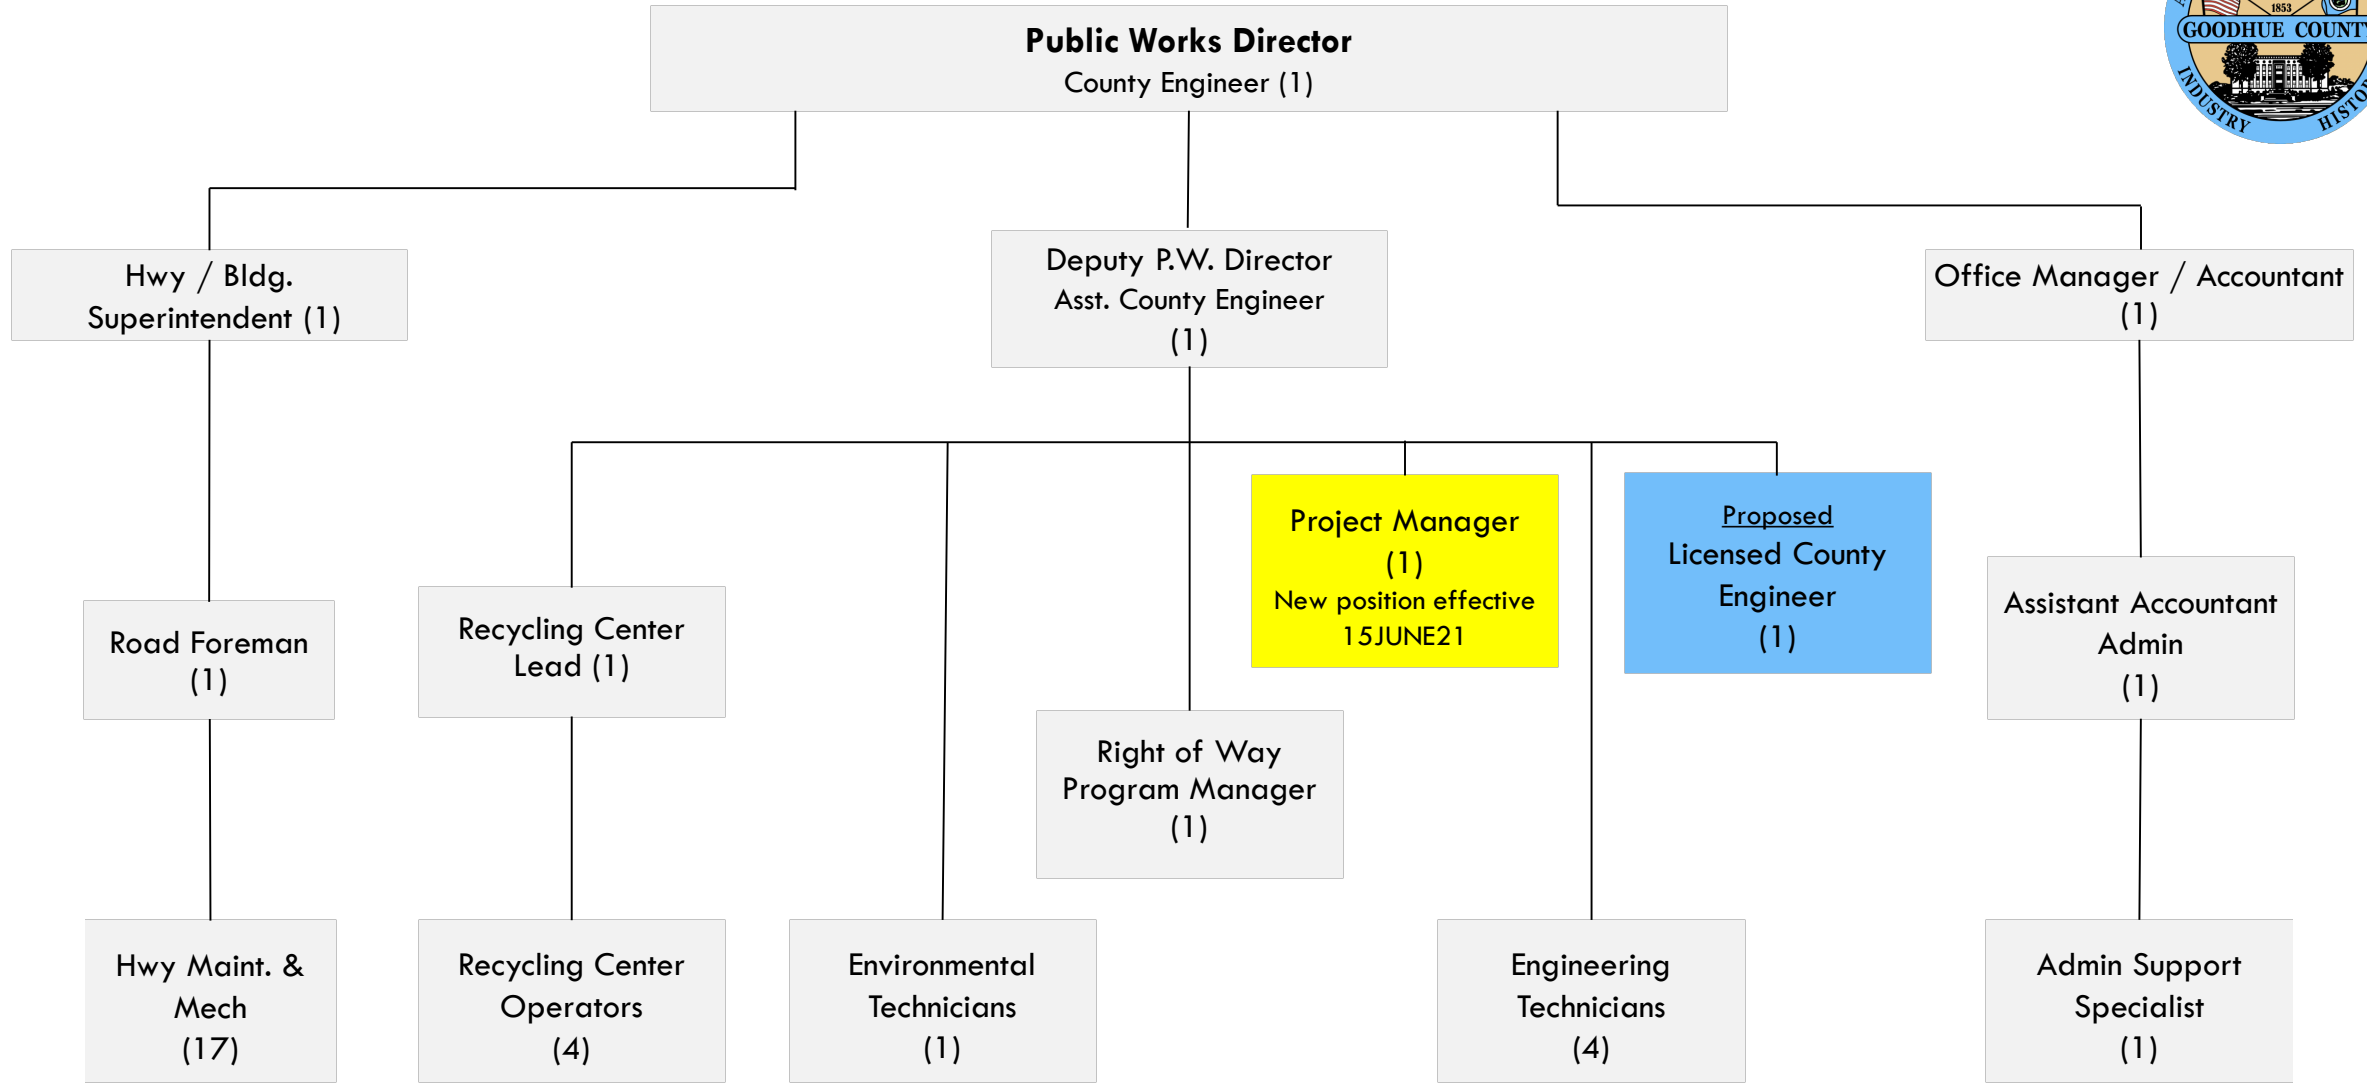 Public Works Director
County Engineer (1)
1853
GOODHUE COUNTY
INDUSTRY
Hwy / Bldg.
Superintendent (1)
Deputy P.W. Director
Asst. County Engineer
(1)
Office Manager / Accountant
(1)
Project Manager
(1)
New position effective
15JUNE21
Proposed
Licensed County
Engineer
(1)
Road Foreman
(1)
Recycling Center
Lead (1)
Assistant Accountant
Admin
(1)
Right of Way
Program Manager
(1)
Hwy Maint. &
Mech
(17)
Recycling Center
Operators
(4)
Environmental
Technicians
(1)
Engineering
Technicians
(4)
Admin Support
Specialist
(1)